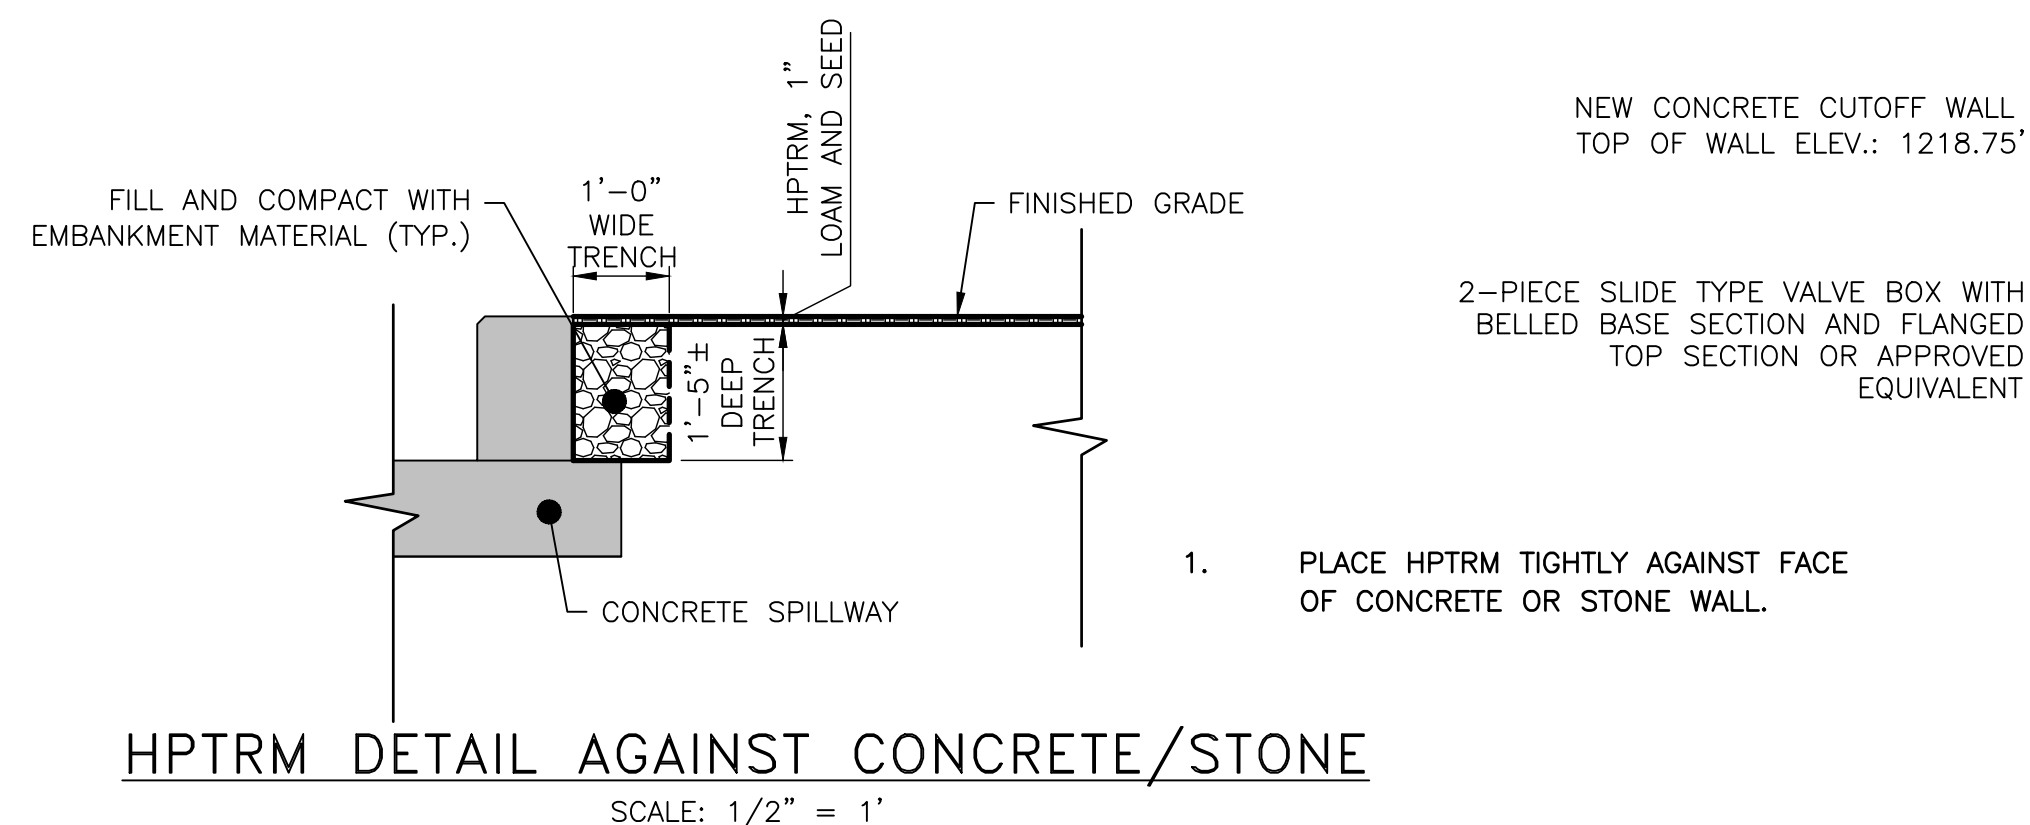 HPTRM, 1"
LOAM AND SEED
NEW CONCRETE CUTOFF WALL
TOP OF WALL ELEV.: 1218.75'
FILL AND COMPACT WITH
EMBANKMENT MATERIAL (TYP.)
1'-0"
WIDE
TRENCH
FINISHED GRADE
2-PIECE SLIDE TYPE VALVE BOX WITH
BELLED BASE SECTION AND FLANGED
TOP SECTION OR APPROVED
EQUIVALENT
1'-5"±
DEEP
TRENCH
1. PLACE HPTRM TIGHTLY AGAINST FACE
OF CONCRETE OR STONE WALL.
CONCRETE SPILLWAY
HPTRM DETAIL AGAINST CONCRETE/STONE
SCALE: 1/2" = 1'